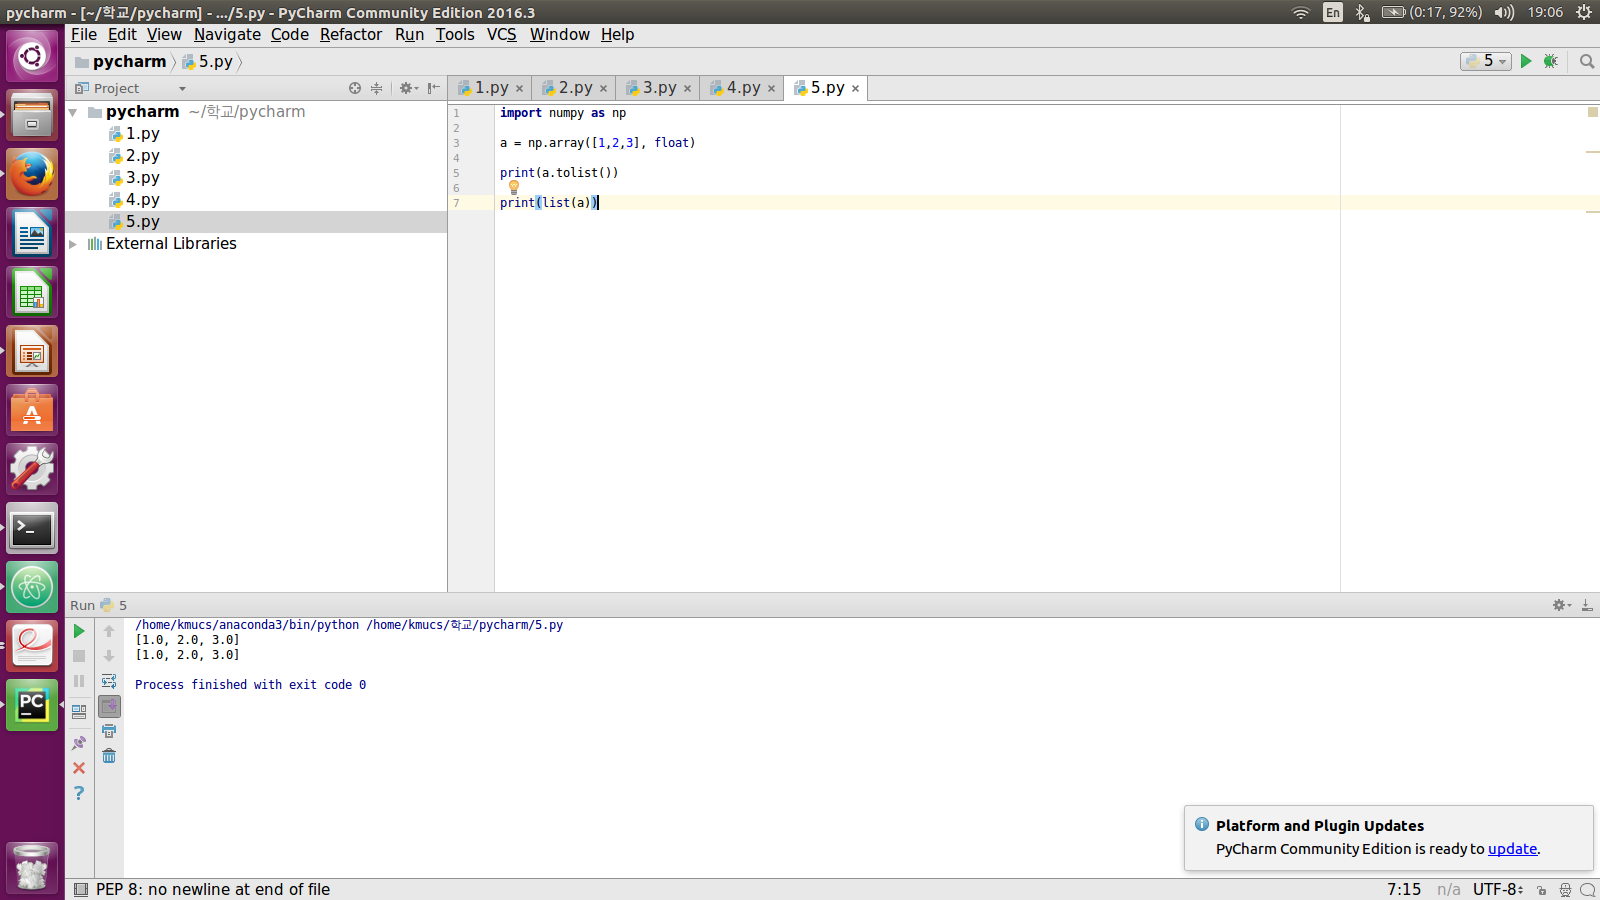 pycharm - [~/학교/pycharm] - .../5.py - PyCharm Community Edition 2016.3
En (0:17, 92%) 19:06
File Edit View Navigate Code Refactor Run Tools VCS Window Help
pycharm 5.py 5
Project
1.py 2.py 3.py 4.py 5.py
pycharm ~/학교/pycharm
1.py
2.py
3.py
4.py
5.py
External Libraries
1 import numpy as np
2
3 a = np.array([1,2,3], float)
4
5 print(a.tolist())
6
7 print(list(a))
Run 5
/home/kmucs/anaconda3/bin/python /home/kmucs/학교/pycharm/5.py
[1.0, 2.0, 3.0]
[1.0, 2.0, 3.0]
Process finished with exit code 0
PC
Platform and Plugin Updates
PyCharm Community Edition is ready to update.
PEP 8: no newline at end of file
7:15 n/a UTF-8